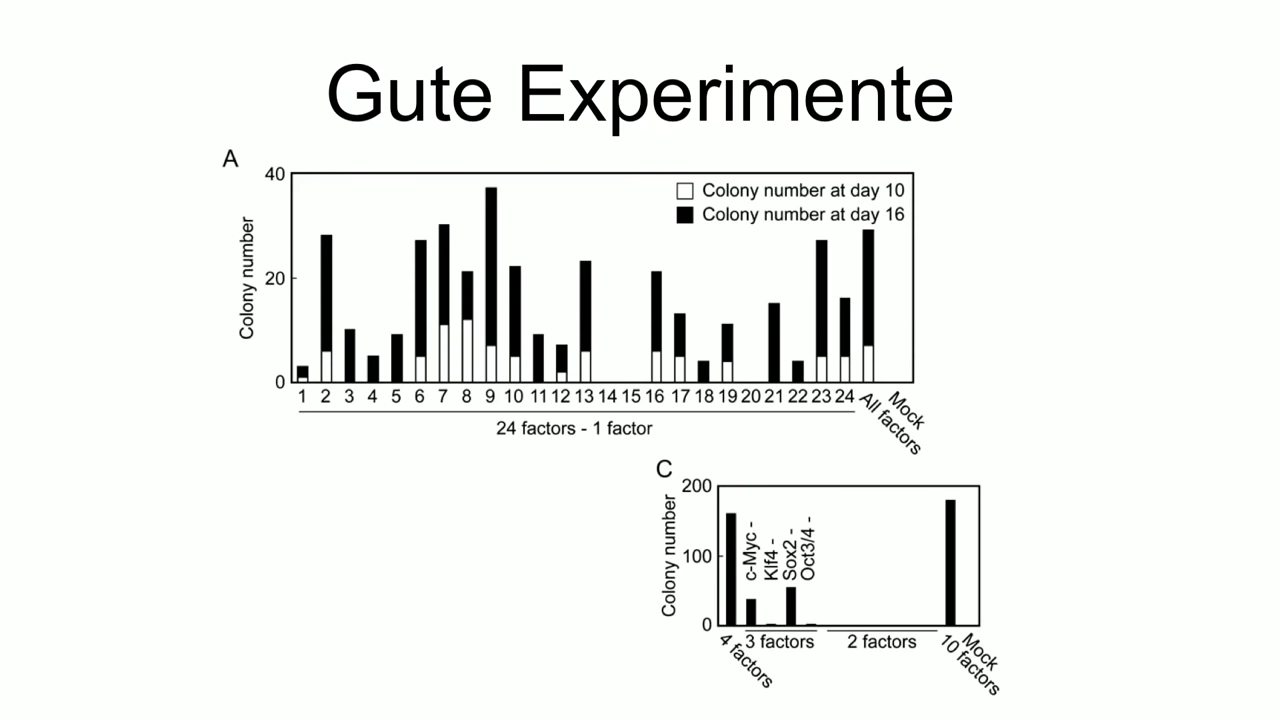 Gute Experimente
A
Colony number
40
20
0
Colony number at day 10
Colony number at day 16
1 2 3 4 5 6 7 8 9 10 11 12 13 14 15 16 17 18 19 20 21 22 23 24 All factors Mock
24 factors - 1 factor
C
Colony number
200
100
0
c-Myc -
Klf4 -
Sox2 -
Oct3/4 -
4 factors
3 factors
2 factors
10 factors
Mock